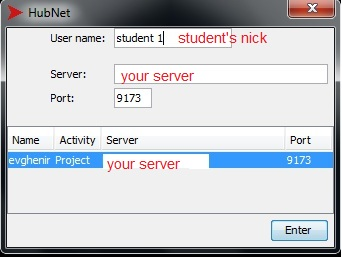 HubNet
User name: student 1 student's nick
Server: your server
Port: 9173
Name Activity Server Port
evghenir Project your server 9173
Enter